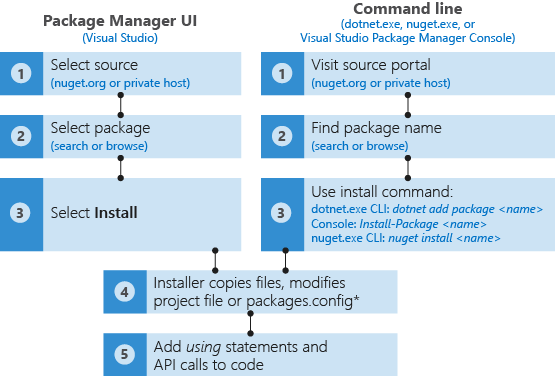 Package Manager UI
(Visual Studio)
1
Select source
(nuget.org or private host)
2
Select package
(search or browse)
3
Select Install
Command line
(dotnet.exe, nuget.exe, or
Visual Studio Package Manager Console)
1
Visit source portal
(nuget.org or private host)
2
Find package name
(search or browse)
3
Use install command:
dotnet.exe CLI: dotnet add package <name>
Console: Install-Package <name>
nuget.exe CLI: nuget install <name>
4
Installer copies files, modifies
project file or packages.config*
5
Add using statements and
API calls to code